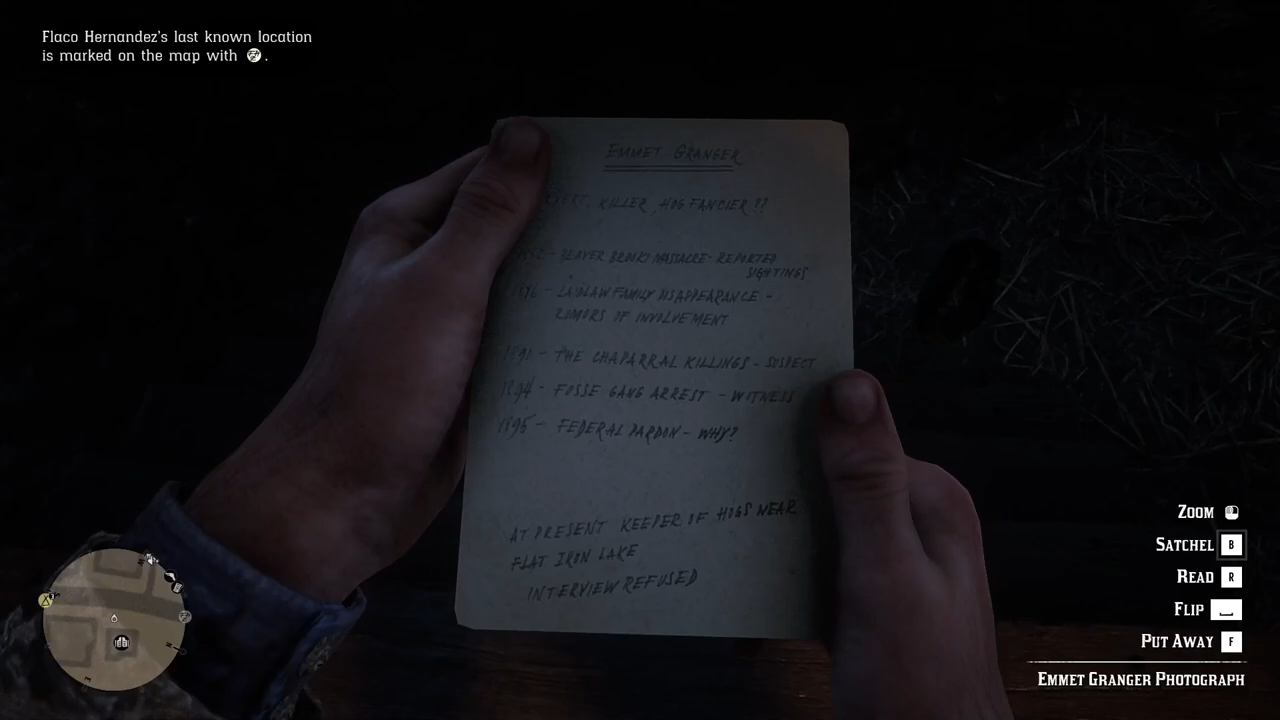 Flaco Hernandez's last known location
is marked on the map with .
EMMET GRANGER
KILLER, HOG FANCIER??
BEAVER BROOK MASSACRE - REPORTED
SIGHTINGS
LAIDLAW FAMILY DISAPPEARANCE -
RUMORS OF INVOLVEMENT
1890 - THE CHAPARRAL KILLINGS - SUSPECT
1894 - FOSSE GANG ARREST - WITNESS
1895 - FEDERAL PARDON - WHY?
AT PRESENT KEEPER OF HOGS NEAR
FLAT IRON LAKE
INTERVIEW REFUSED
ZOOM
SATCHEL B
READ R
FLIP
PUT AWAY F
EMMET GRANGER PHOTOGRAPH